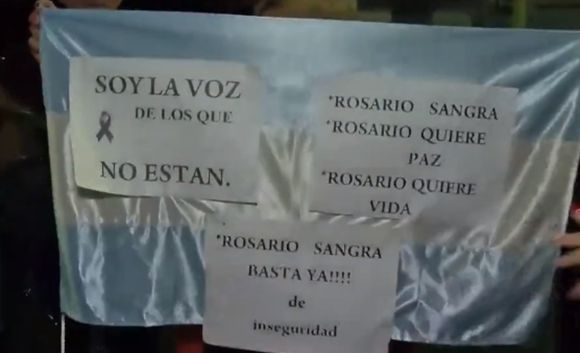 SOY LA VOZ
DE LOS QUE
NO ESTAN.
*ROSARIO SANGRA
*ROSARIO QUIERE
PAZ
*ROSARIO QUIERE
VIDA
*ROSARIO SANGRA
BASTA YA!!!!
de
inseguridad